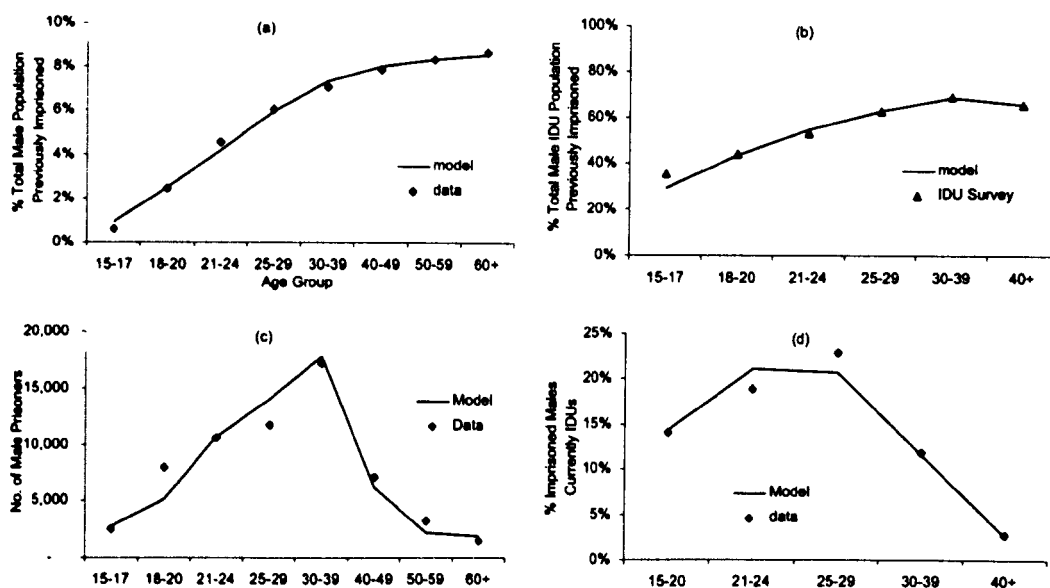 (a)
% Total Male Population
Previously Imprisoned
10%
8%
6%
4%
2%
0%
model
data
15-17 18-20 21-24 25-29 30-39 40-49 50-59 60+
Age Group
(b)
% Total Male IDU Population
Previously Imprisoned
100%
80%
60%
40%
20%
0%
model
IDU Survey
15-17 18-20 21-24 25-29 30-39 40+
(c)
No. of Male Prisoners
20,000
15,000
10,000
5,000
-
Model
Data
15-17 18-20 21-24 25-29 30-39 40-49 50-59 60+
(d)
% Imprisoned Males
Currently IDUs
25%
20%
15%
10%
5%
0%
Model
data
15-20 21-24 25-29 30-39 40+